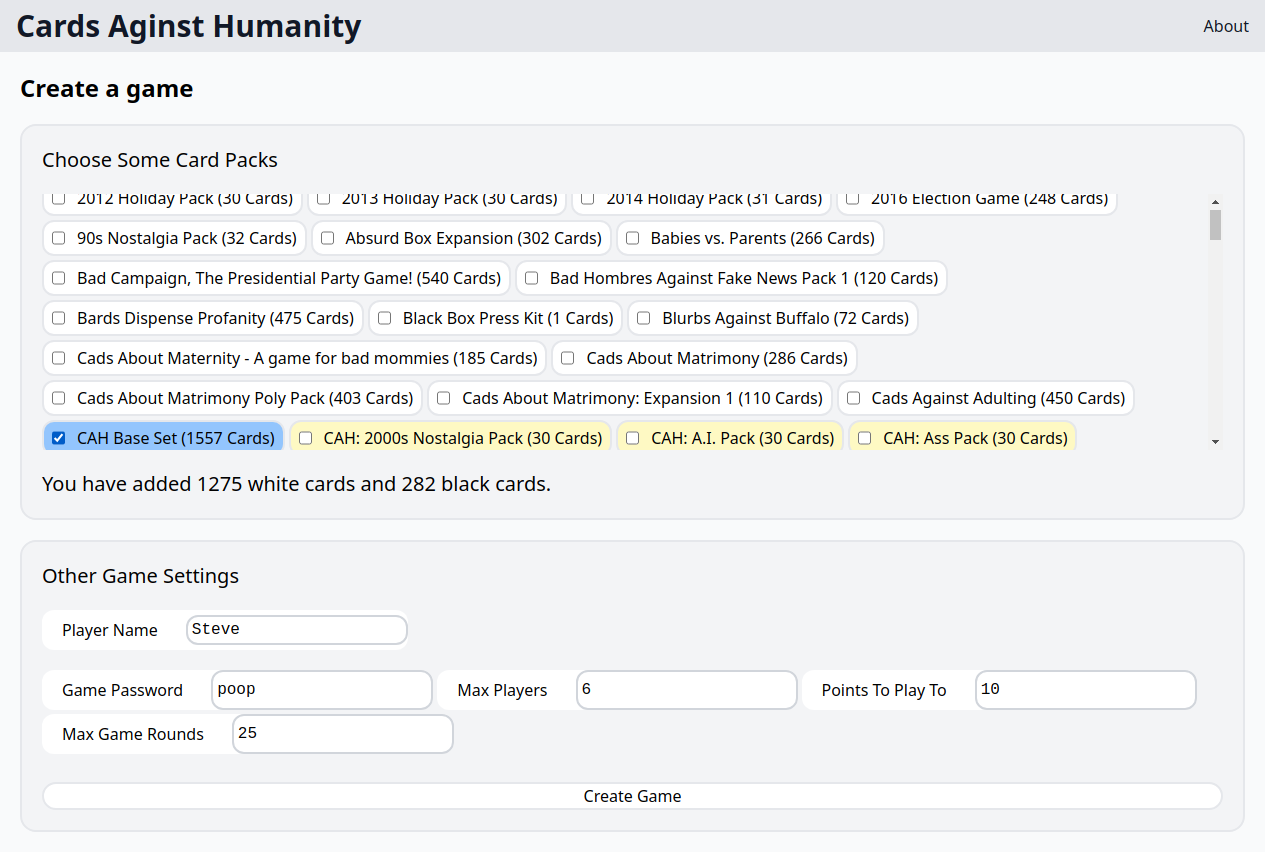 Cards Aginst Humanity About
Create a game
Choose Some Card Packs
2012 Holiday Pack (30 Cards) 2013 Holiday Pack (30 Cards) 2014 Holiday Pack (31 Cards) 2016 Election Game (248 Cards)
90s Nostalgia Pack (32 Cards) Absurd Box Expansion (302 Cards) Babies vs. Parents (266 Cards)
Bad Campaign, The Presidential Party Game! (540 Cards) Bad Hombres Against Fake News Pack 1 (120 Cards)
Bards Dispense Profanity (475 Cards) Black Box Press Kit (1 Cards) Blurbs Against Buffalo (72 Cards)
Cads About Maternity - A game for bad mommies (185 Cards) Cads About Matrimony (286 Cards)
Cads About Matrimony Poly Pack (403 Cards) Cads About Matrimony: Expansion 1 (110 Cards) Cads Against Adulting (450 Cards)
CAH Base Set (1557 Cards) CAH: 2000s Nostalgia Pack (30 Cards) CAH: A.I. Pack (30 Cards) CAH: Ass Pack (30 Cards)
You have added 1275 white cards and 282 black cards.
Other Game Settings
Player Name Steve
Game Password poop Max Players 6 Points To Play To 10
Max Game Rounds 25
Create Game